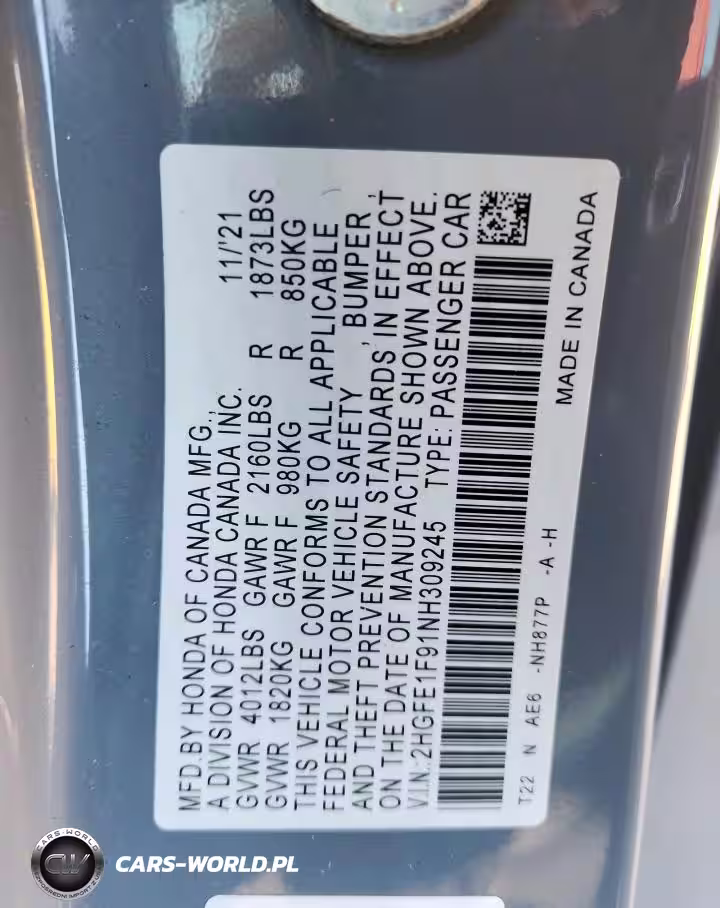 MFD.BY HONDA OF CANADA MFG.,
A DIVISION OF HONDA CANADA INC. 11/'21
GVWR 4012LBS GAWR F 2160LBS R 1873LBS
GVWR 1820KG GAWR F 980KG R 850KG
THIS VEHICLE CONFORMS TO ALL APPLICABLE
FEDERAL MOTOR VEHICLE SAFETY, BUMPER,
AND THEFT PREVENTION STANDARDS IN EFFECT
ON THE DATE OF MANUFACTURE SHOWN ABOVE.
V.I.N.:2HGFE1F91NH309245 TYPE: PASSENGER CAR
T22 N AE6 -NH877P -A -H
MADE IN CANADA
CARS-WORLD
CW
CARS-WORLD.PL